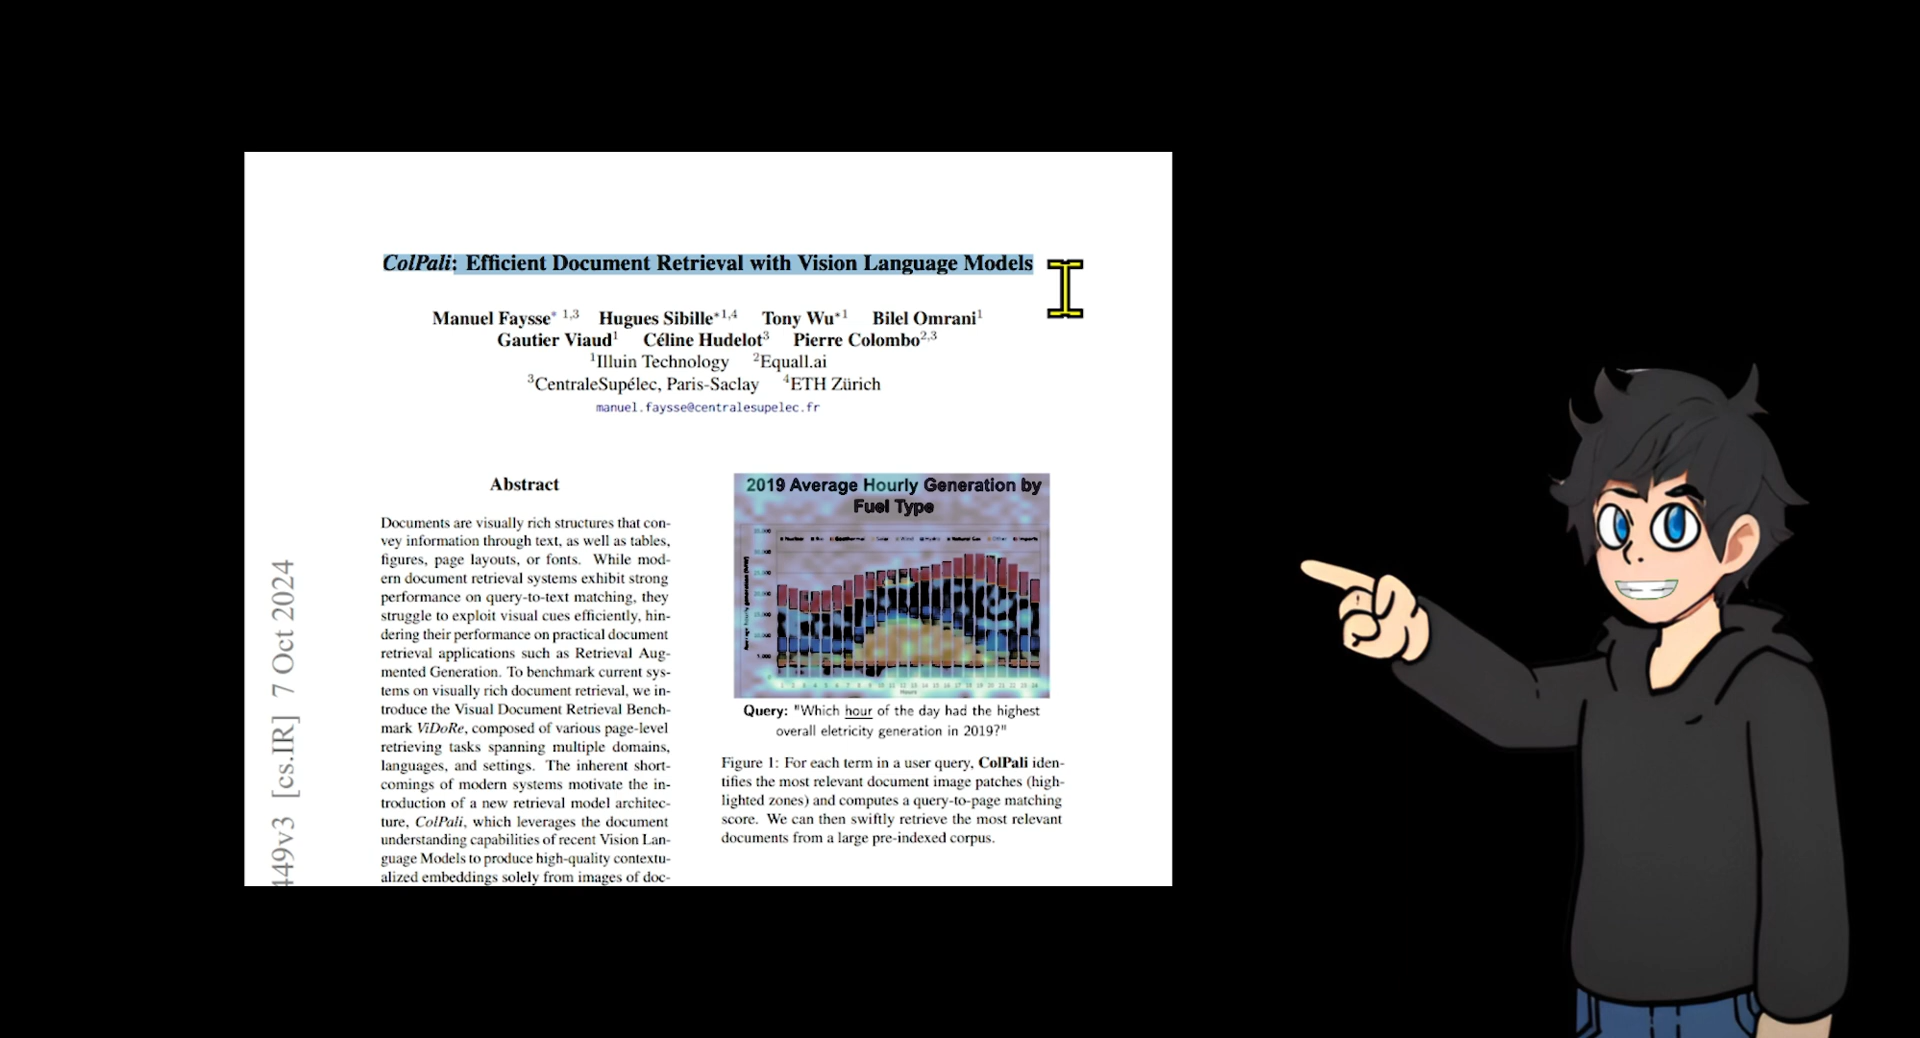 ColPali: Efficient Document Retrieval with Vision Language Models
Manuel Faysse* 1,3 Hugues Sibille*1,4 Tony Wu*1 Bilel Omrani1
Gautier Viaud1 Céline Hudelot3 Pierre Colombo2,3
1Illuin Technology 2Equall.ai
3CentraleSupélec, Paris-Saclay 4ETH Zürich
manuel.faysse@centralesupelec.fr
449v3 [cs.IR] 7 Oct 2024
Abstract
Documents are visually rich structures that con-
vey information through text, as well as tables,
figures, page layouts, or fonts. While mod-
ern document retrieval systems exhibit strong
performance on query-to-text matching, they
struggle to exploit visual cues efficiently, hin-
dering their performance on practical document
retrieval applications such as Retrieval Aug-
mented Generation. To benchmark current sys-
tems on visually rich document retrieval, we in-
troduce the Visual Document Retrieval Bench-
mark ViDoRe, composed of various page-level
retrieving tasks spanning multiple domains,
languages, and settings. The inherent short-
comings of modern systems motivate the in-
troduction of a new retrieval model architec-
ture, ColPali, which leverages the document
understanding capabilities of recent Vision Lan-
guage Models to produce high-quality contextu-
alized embeddings solely from images of doc-
2019 Average Hourly Generation by
Fuel Type
Hours
Query: "Which hour of the day had the highest
overall eletricity generation in 2019?"
Figure 1: For each term in a user query, ColPali iden-
tifies the most relevant document image patches (high-
lighted zones) and computes a query-to-page matching
score. We can then swiftly retrieve the most relevant
documents from a large pre-indexed corpus.